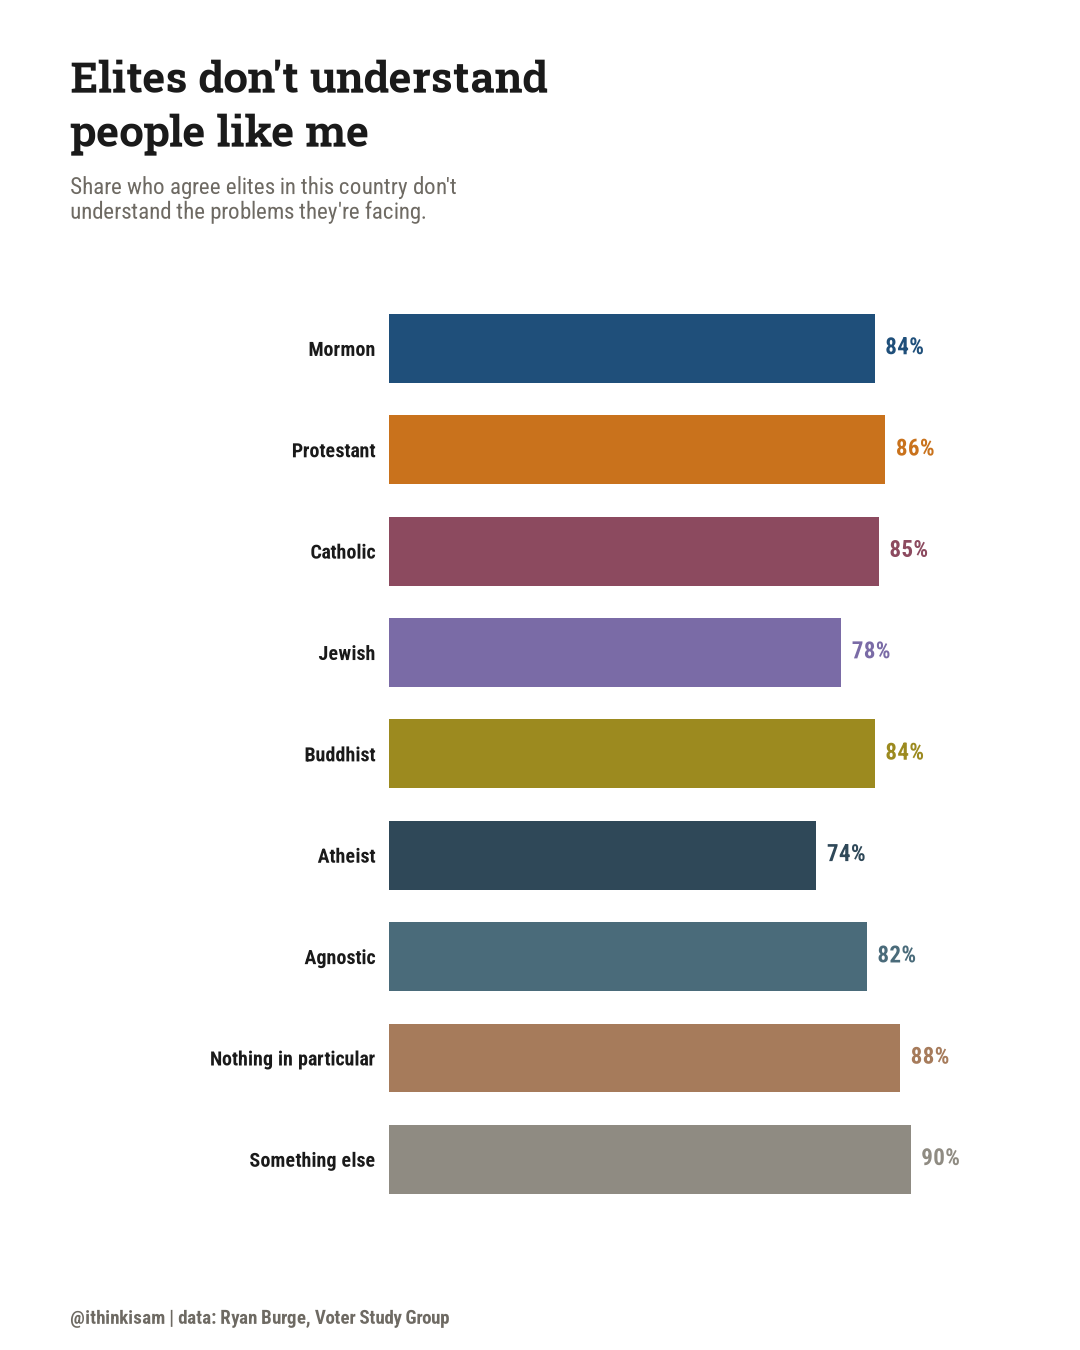 Elites don't understand
people like me
Share who agree elites in this country don't
understand the problems they're facing.
Mormon 84%
Protestant 86%
Catholic 85%
Jewish 78%
Buddhist 84%
Atheist 74%
Agnostic 82%
Nothing in particular 88%
Something else 90%
@ithinkisam | data: Ryan Burge, Voter Study Group